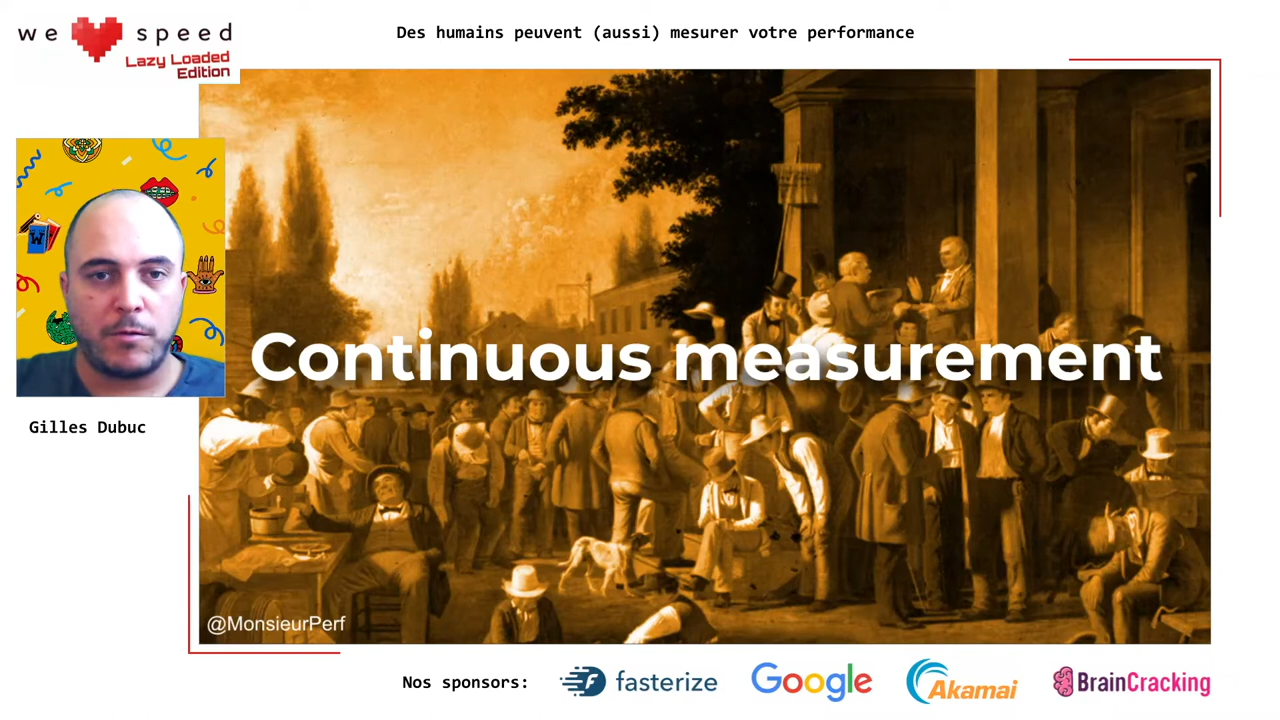 we speed
Lazy Loaded
Edition
Des humains peuvent (aussi) mesurer votre performance
W
Continuous measurement
Gilles Dubuc
@MonsieurPerf
Nos sponsors:
fasterize
Google
Akamai
BrainCracking